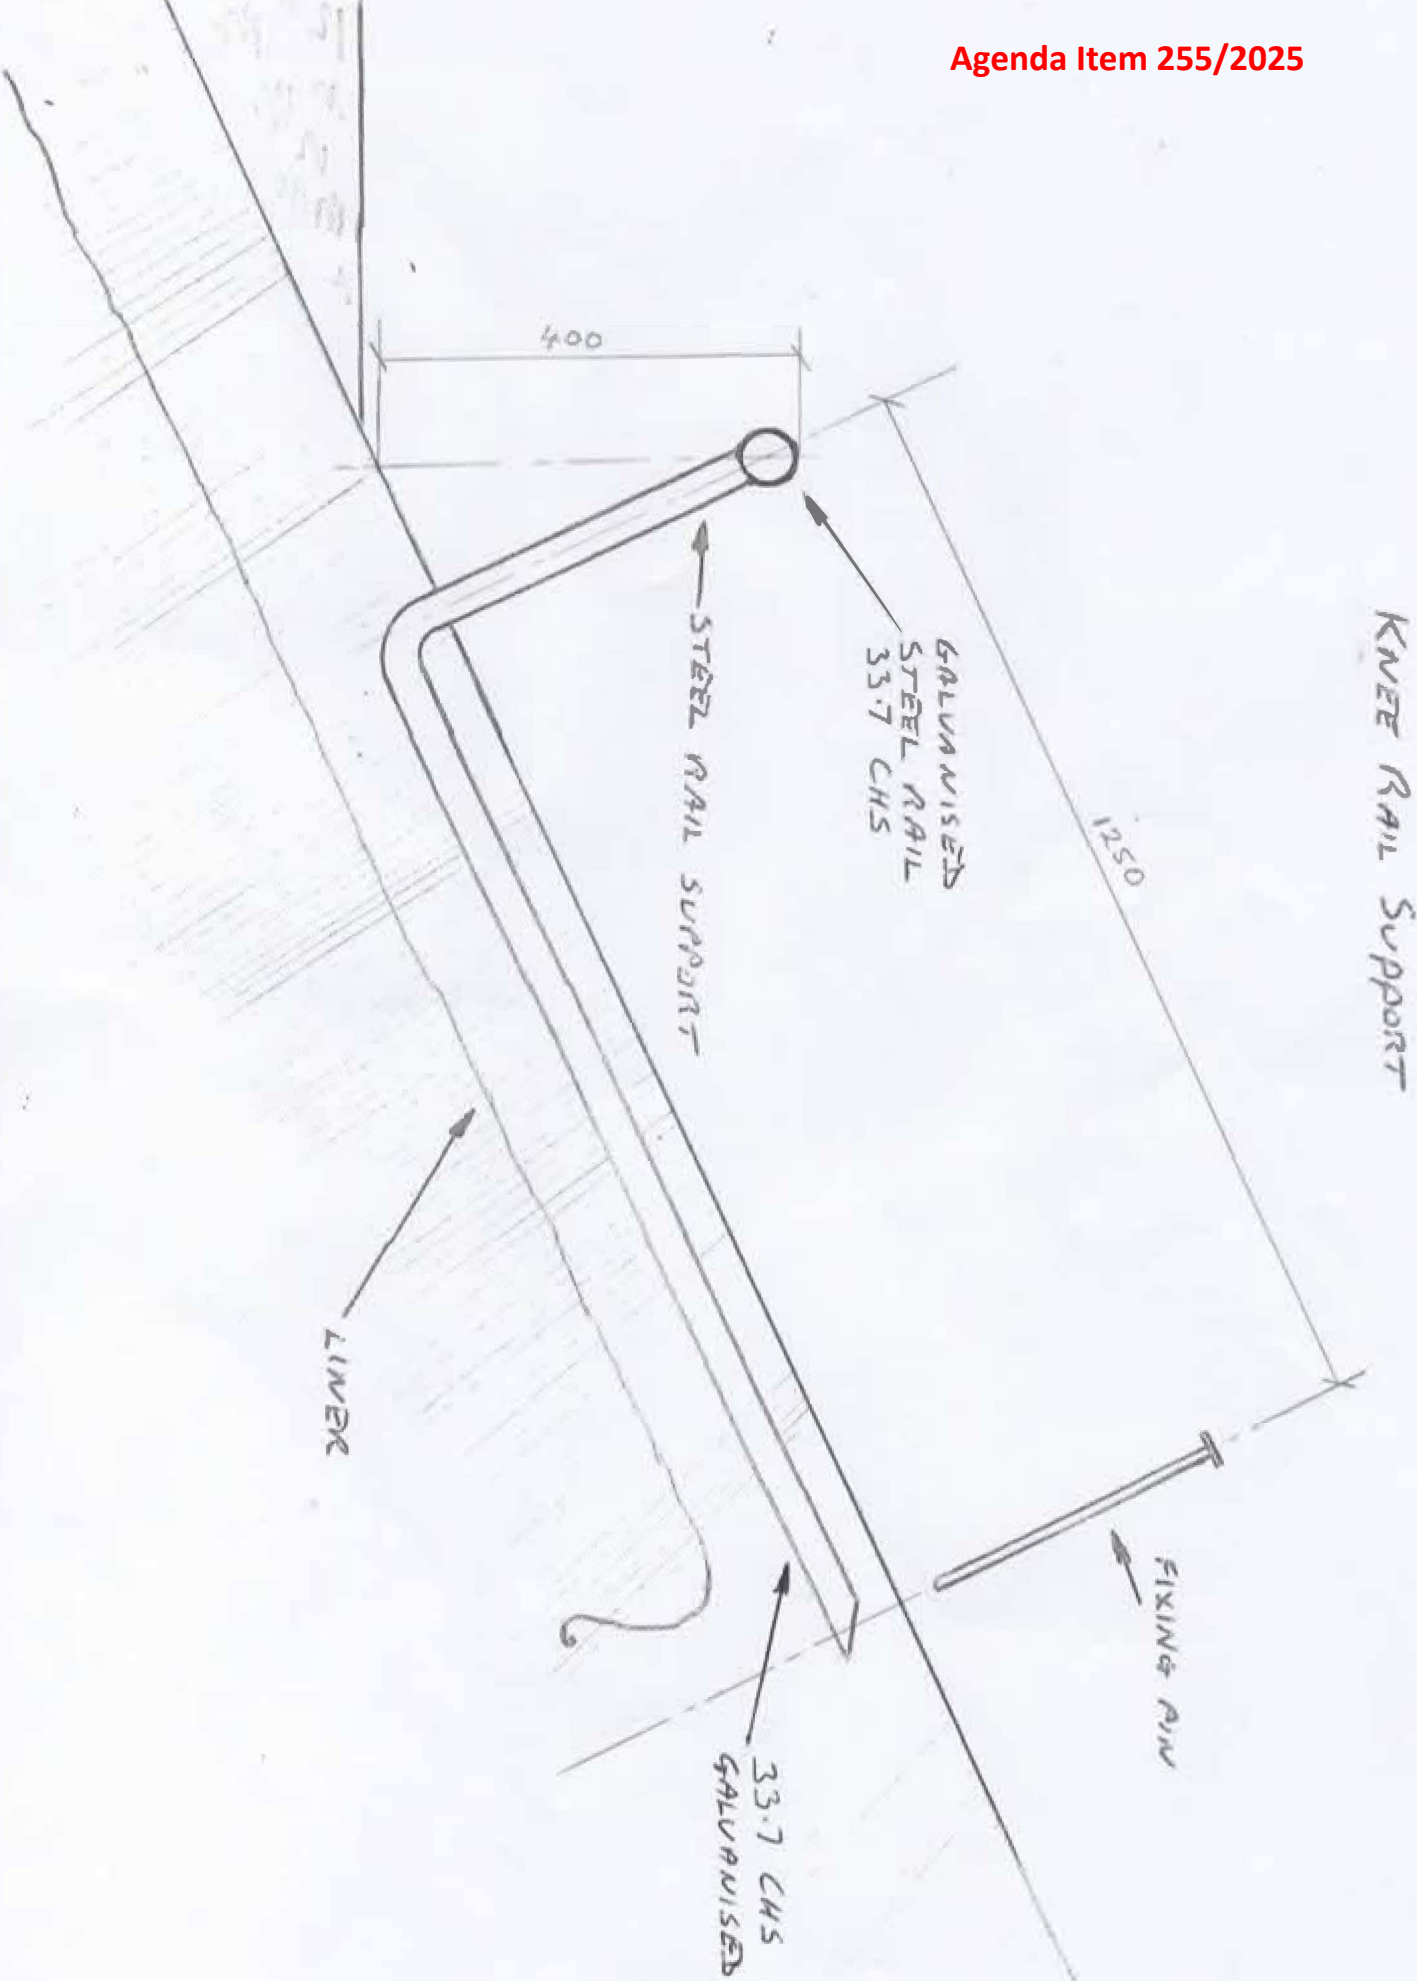 Agenda Item 255/2025
KNEE RAIL SUPPORT
400
1250
GALVANISED
STEEL RAIL
33.7 CHS
STEEL RAIL SUPPORT
FIXING PIN
LINER
33.7 CHS
GALVANISED